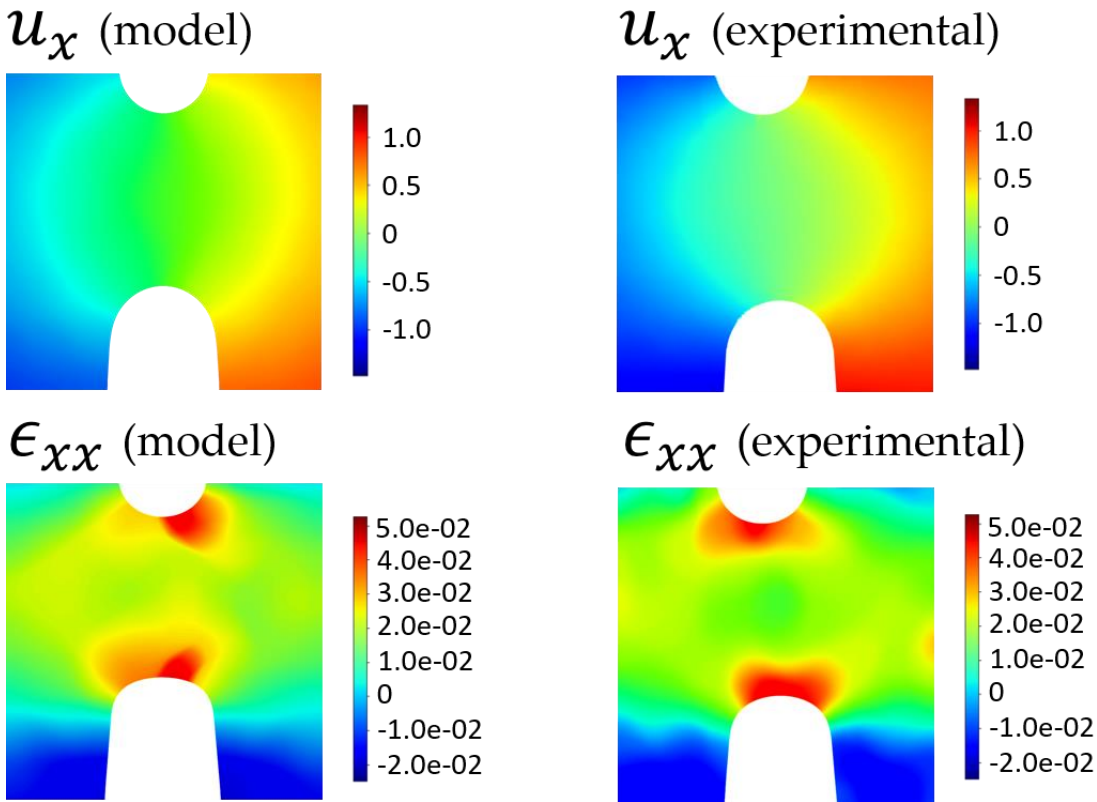 u_x (model)
1.0
0.5
0
-0.5
-1.0
u_x (experimental)
1.0
0.5
0
-0.5
-1.0
ϵ_xx (model)
5.0e-02
4.0e-02
3.0e-02
2.0e-02
1.0e-02
0
-1.0e-02
-2.0e-02
ϵ_xx (experimental)
5.0e-02
4.0e-02
3.0e-02
2.0e-02
1.0e-02
0
-1.0e-02
-2.0e-02